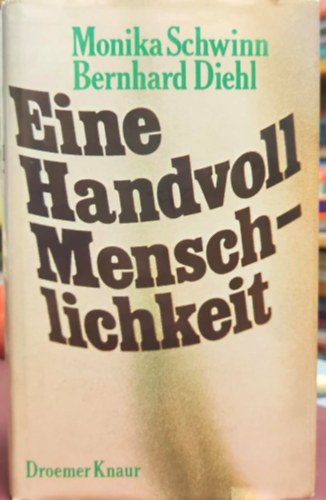 Monika Schwinn
Bernhard Diehl
Eine
Handvoll
Mensch-
lichkeit
Droemer Knaur